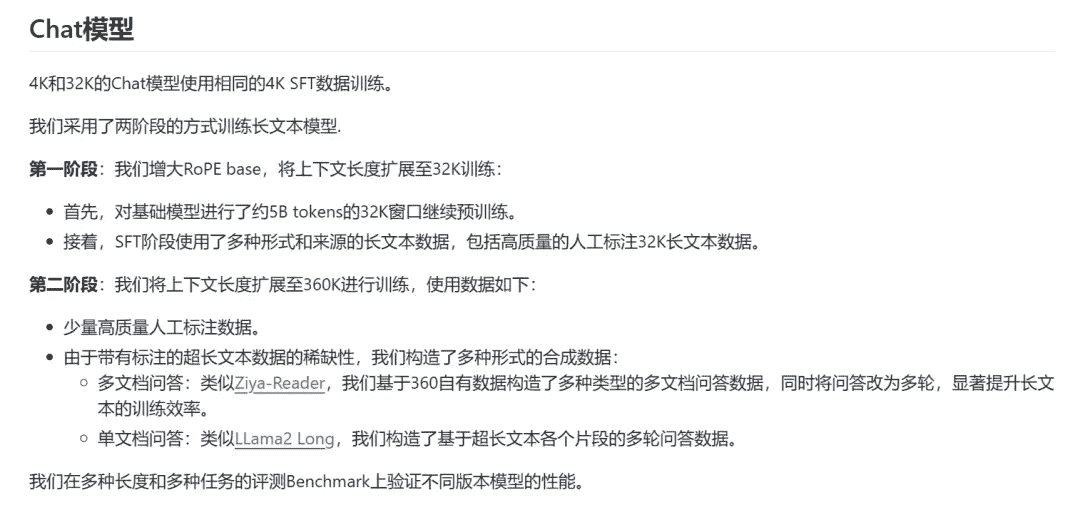 Chat模型
4K和32K的Chat模型使用相同的4K SFT数据训练。
我们采用了两阶段的方式训练长文本模型.
第一阶段：我们增大RoPE base，将上下文长度扩展至32K训练：
首先，对基础模型进行了约5B tokens的32K窗口继续预训练。
接着，SFT阶段使用了多种形式和来源的长文本数据，包括高质量的人工标注32K长文本数据。
第二阶段：我们将上下文长度扩展至360K进行训练，使用数据如下：
少量高质量人工标注数据。
由于带有标注的超长文本数据的稀缺性，我们构造了多种形式的合成数据：
多文档问答：类似Ziya-Reader，我们基于360自有数据构造了多种类型的多文档问答数据，同时将问答改为多轮，显著提升长文
本的训练效率。
单文档问答：类似LLama2 Long，我们构造了基于超长文本各个片段的多轮问答数据。
我们在多种长度和多种任务的评测Benchmark上验证不同版本模型的性能。